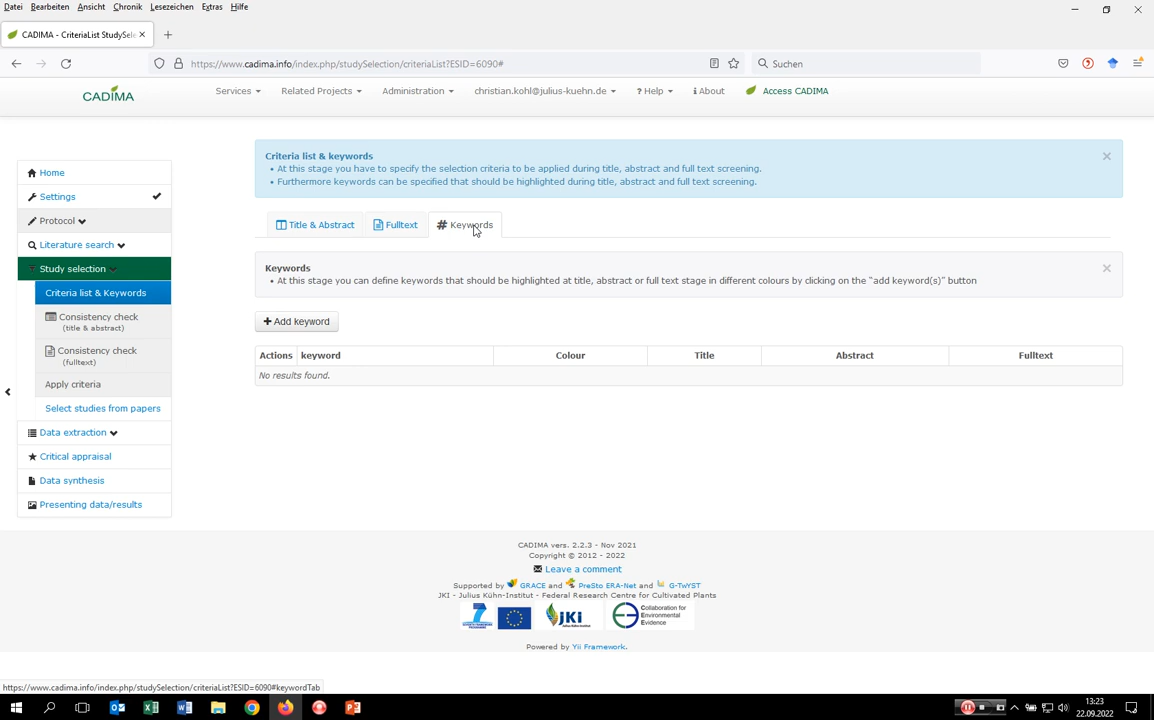 Datei Bearbeiten Ansicht Chronik Lesezeichen Extras Hilfe
CADIMA - CriteriaList StudySele
https://www.cadima.info/index.php/studySelection/criteriaList?ESID=6090#
Suchen
CADIMA
Services Related Projects Administration christian.kohl@julius-kuehn.de ? Help About Access CADIMA
Home
Settings
Protocol
Literature search
Study selection
Criteria list & Keywords
Consistency check
(title & abstract)
Consistency check
(fulltext)
Apply criteria
Select studies from papers
Data extraction
Critical appraisal
Data synthesis
Presenting data/results
Criteria list & keywords
• At this stage you have to specify the selection criteria to be applied during title, abstract and full text screening.
• Furthermore keywords can be specified that should be highlighted during title, abstract and full text screening.
Title & Abstract Fulltext # Keywords
Keywords
• At this stage you can define keywords that should be highlighted at title, abstract or full text stage in different colours by clicking on the "add keyword(s)" button
+ Add keyword
Actions keyword Colour Title Abstract Fulltext
No results found.
CADIMA vers. 2.2.3 - Nov 2021
Copyright © 2012 - 2022
Leave a comment
Supported by GRACE and PreSto ERA-Net and G-TwYST
JKI - Julius Kühn-Institut - Federal Research Centre for Cultivated Plants
JKI
Collaboration for
Environmental
Evidence
Powered by Yii Framework.
https://www.cadima.info/index.php/studySelection/criteriaList?ESID=6090#keywordTab
13:23
22.09.2022